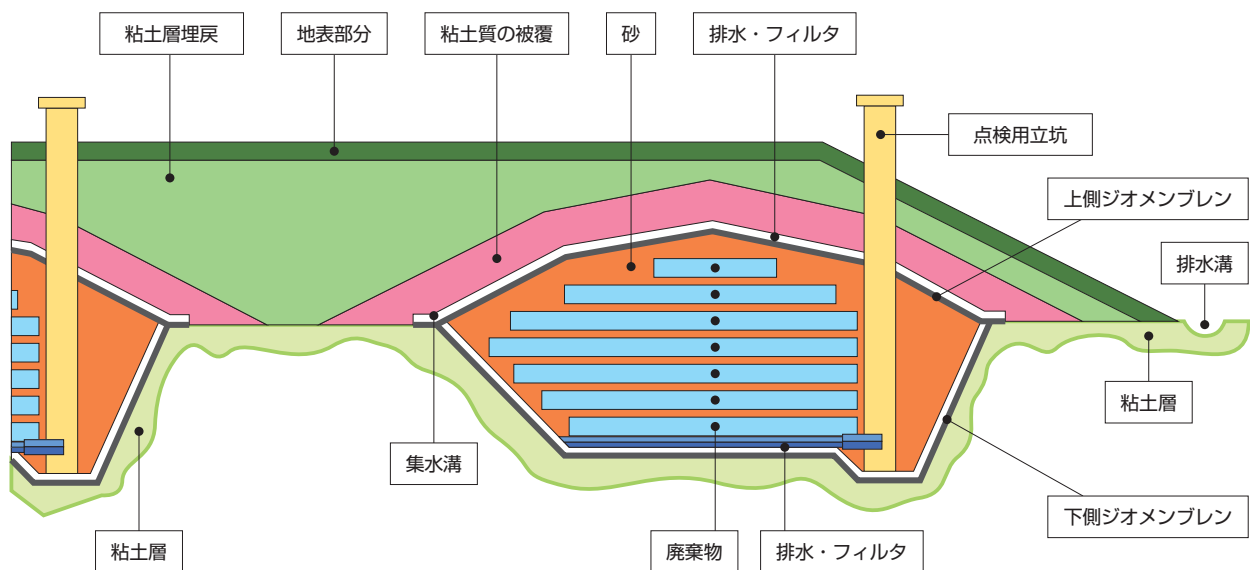 粘土層埋戻
地表部分
粘土質の被覆
砂
排水・フィルタ
点検用立坑
上側ジオメンブレン
排水溝
粘土層
集水溝
下側ジオメンブレン
粘土層
廃棄物
排水・フィルタ